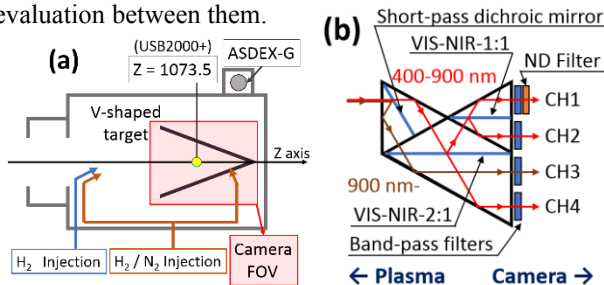 evaluation between them.
(a)
(USB2000+)
Z = 1073.5
ASDEX-G
V-shaped
target
Z axis
H₂ Injection
H₂ / N₂ Injection
Camera
FOV
(b)
Short-pass dichroic mirror
VIS-NIR-1:1
ND Filter
400-900 nm
CH1
CH2
CH3
CH4
900 nm-
VIS-NIR-2:1
Band-pass filters
← Plasma
Camera →